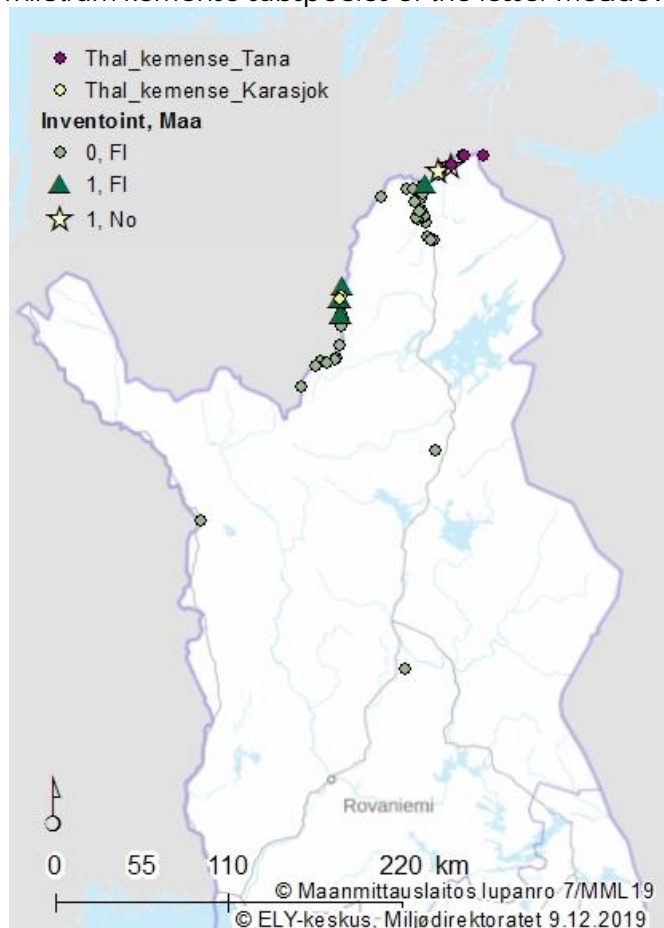 Thal_kemense_Tana
Thal_kemense_Karasjok
Inventoint, Maa
0, FI
1, FI
1, No
Rovaniemi
0 55 110 220 km
© Maanmittauslaitos lupanro 7/MML19
© ELY-keskus, Miljødirektoratet 9.12.2019